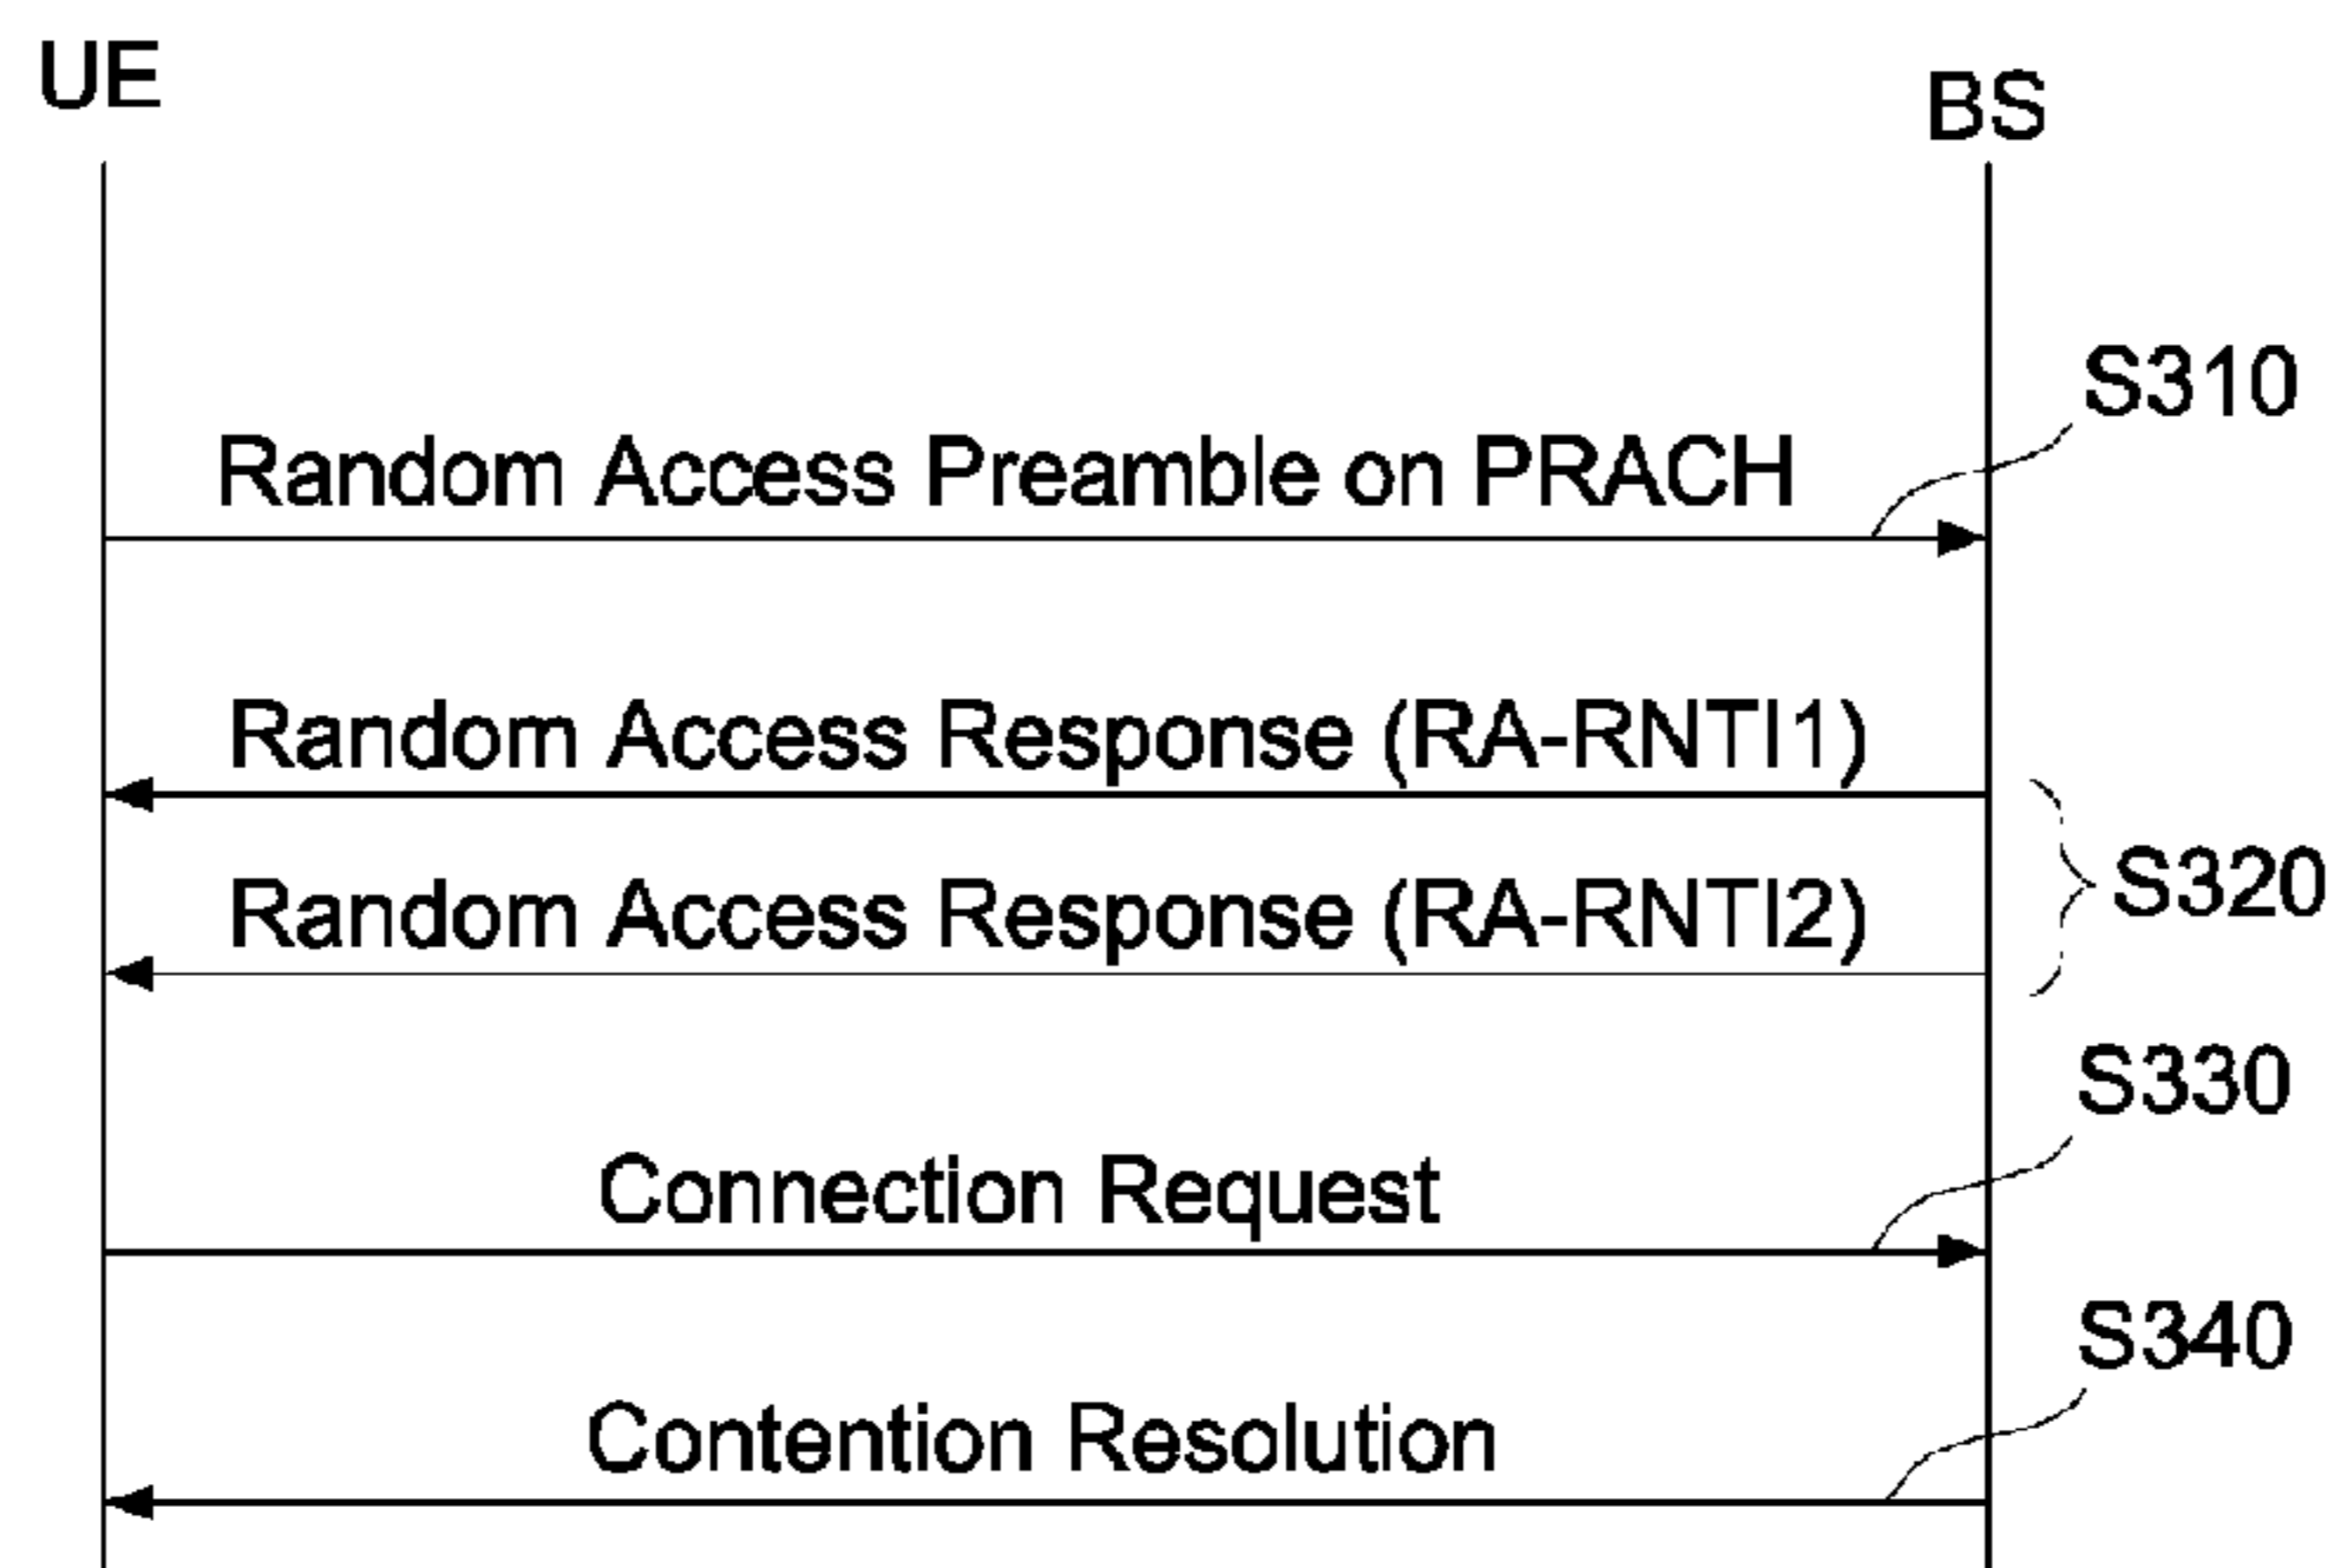 UE
BS
S310
Random Access Preamble on PRACH
Random Access Response (RA-RNTI1)
S320
Random Access Response (RA-RNTI2)
S330
Connection Request
S340
Contention Resolution